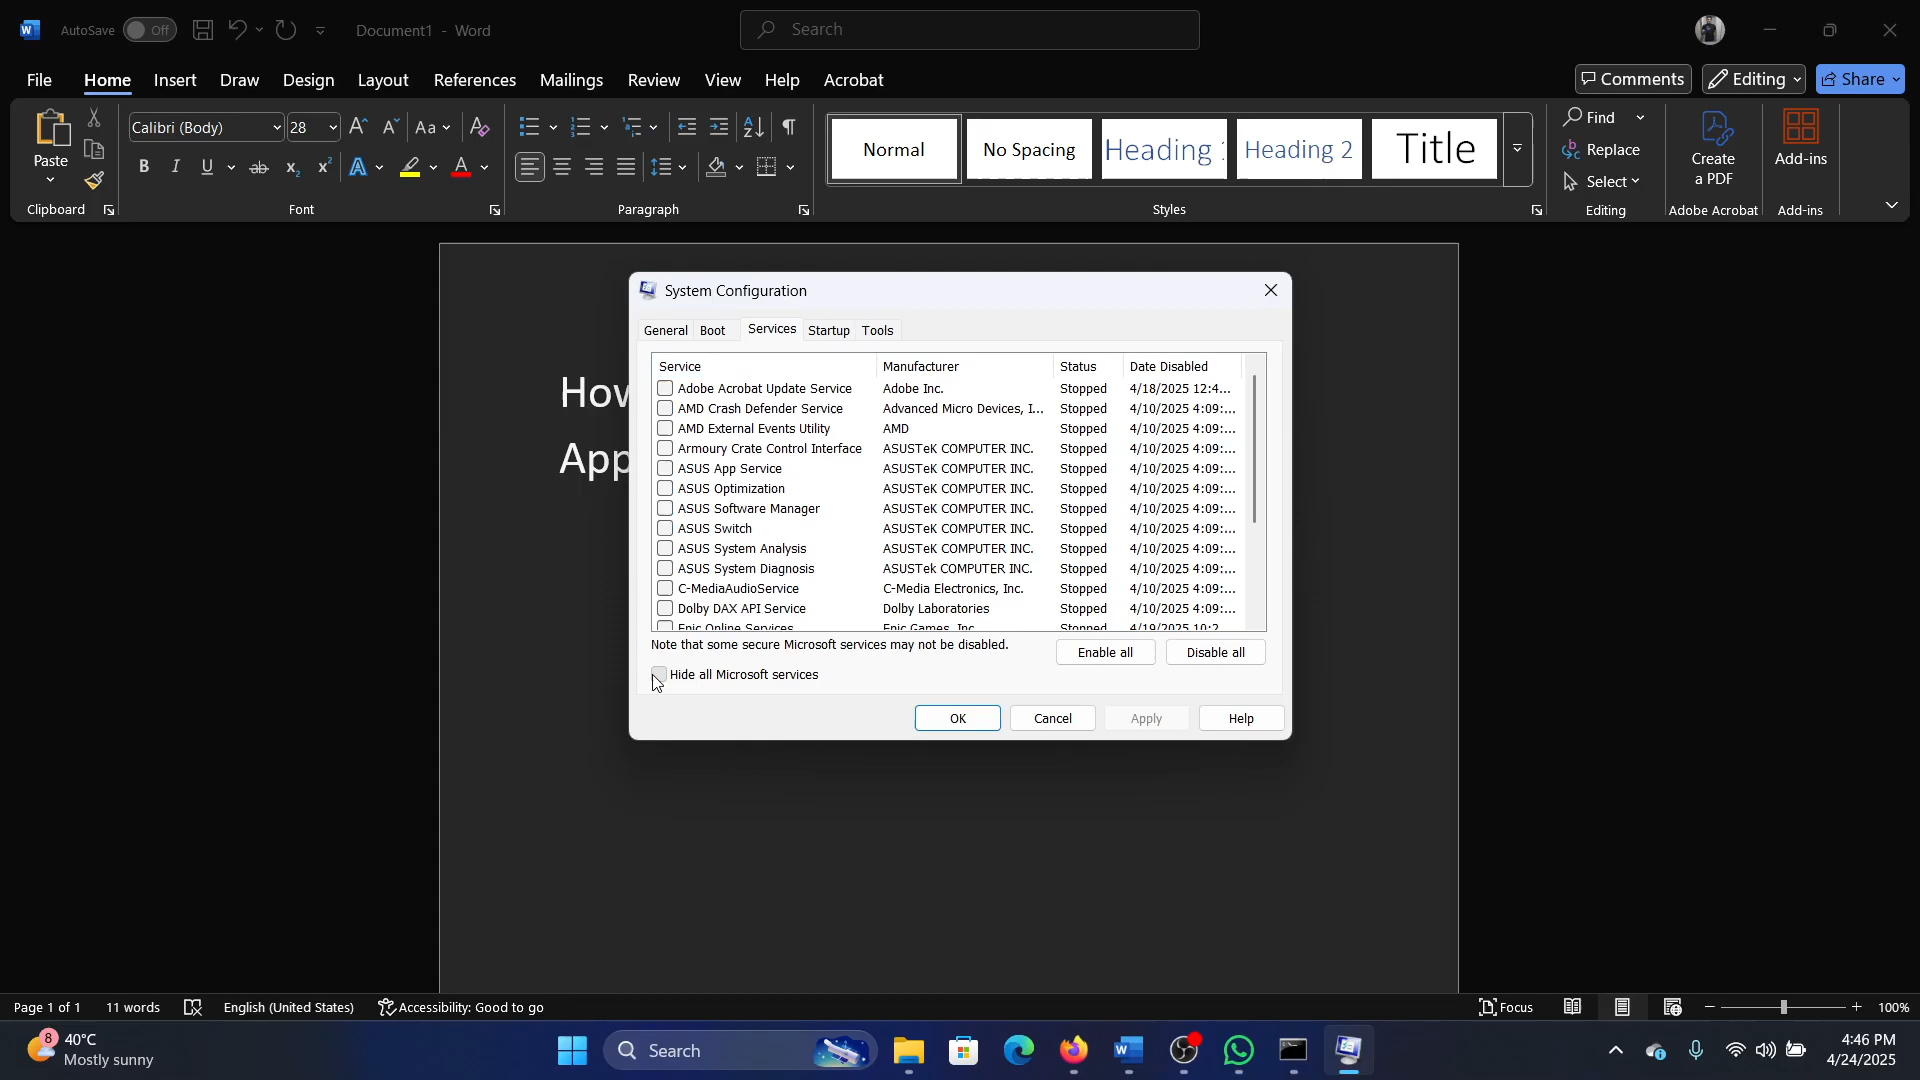 AutoSave Off
Document1 - Word
Search
File Home Insert Draw Design Layout References Mailings Review View Help Acrobat
Comments Editing Share
Paste
Clipboard
Calibri (Body) 28
Font
Paragraph
Normal No Spacing Heading Heading 2 Title
Styles
Find
Replace
Select
Editing
Create
a PDF
Adobe Acrobat
Add-ins
Add-ins
How
App
System Configuration
General Boot Services Startup Tools
Service Manufacturer Status Date Disabled
Adobe Acrobat Update Service Adobe Inc. Stopped 4/18/2025 12:4...
AMD Crash Defender Service Advanced Micro Devices, I... Stopped 4/10/2025 4:09:...
AMD External Events Utility AMD Stopped 4/10/2025 4:09:...
Armoury Crate Control Interface ASUSTeK COMPUTER INC. Stopped 4/10/2025 4:09:...
ASUS App Service ASUSTeK COMPUTER INC. Stopped 4/10/2025 4:09:...
ASUS Optimization ASUSTeK COMPUTER INC. Stopped 4/10/2025 4:09:...
ASUS Software Manager ASUSTeK COMPUTER INC. Stopped 4/10/2025 4:09:...
ASUS Switch ASUSTeK COMPUTER INC. Stopped 4/10/2025 4:09:...
ASUS System Analysis ASUSTeK COMPUTER INC. Stopped 4/10/2025 4:09:...
ASUS System Diagnosis ASUSTek COMPUTER INC. Stopped 4/10/2025 4:09:...
C-MediaAudioService C-Media Electronics, Inc. Stopped 4/10/2025 4:09:...
Dolby DAX API Service Dolby Laboratories Stopped 4/10/2025 4:09:...
Epic Online Services Epic Games, Inc. Stopped 4/19/2025 10:2...
Note that some secure Microsoft services may not be disabled.
Enable all Disable all
Hide all Microsoft services
OK Cancel Apply Help
Page 1 of 1 11 words English (United States) Accessibility: Good to go
Focus 100%
8
40°C
Mostly sunny
Search
4:46 PM
4/24/2025